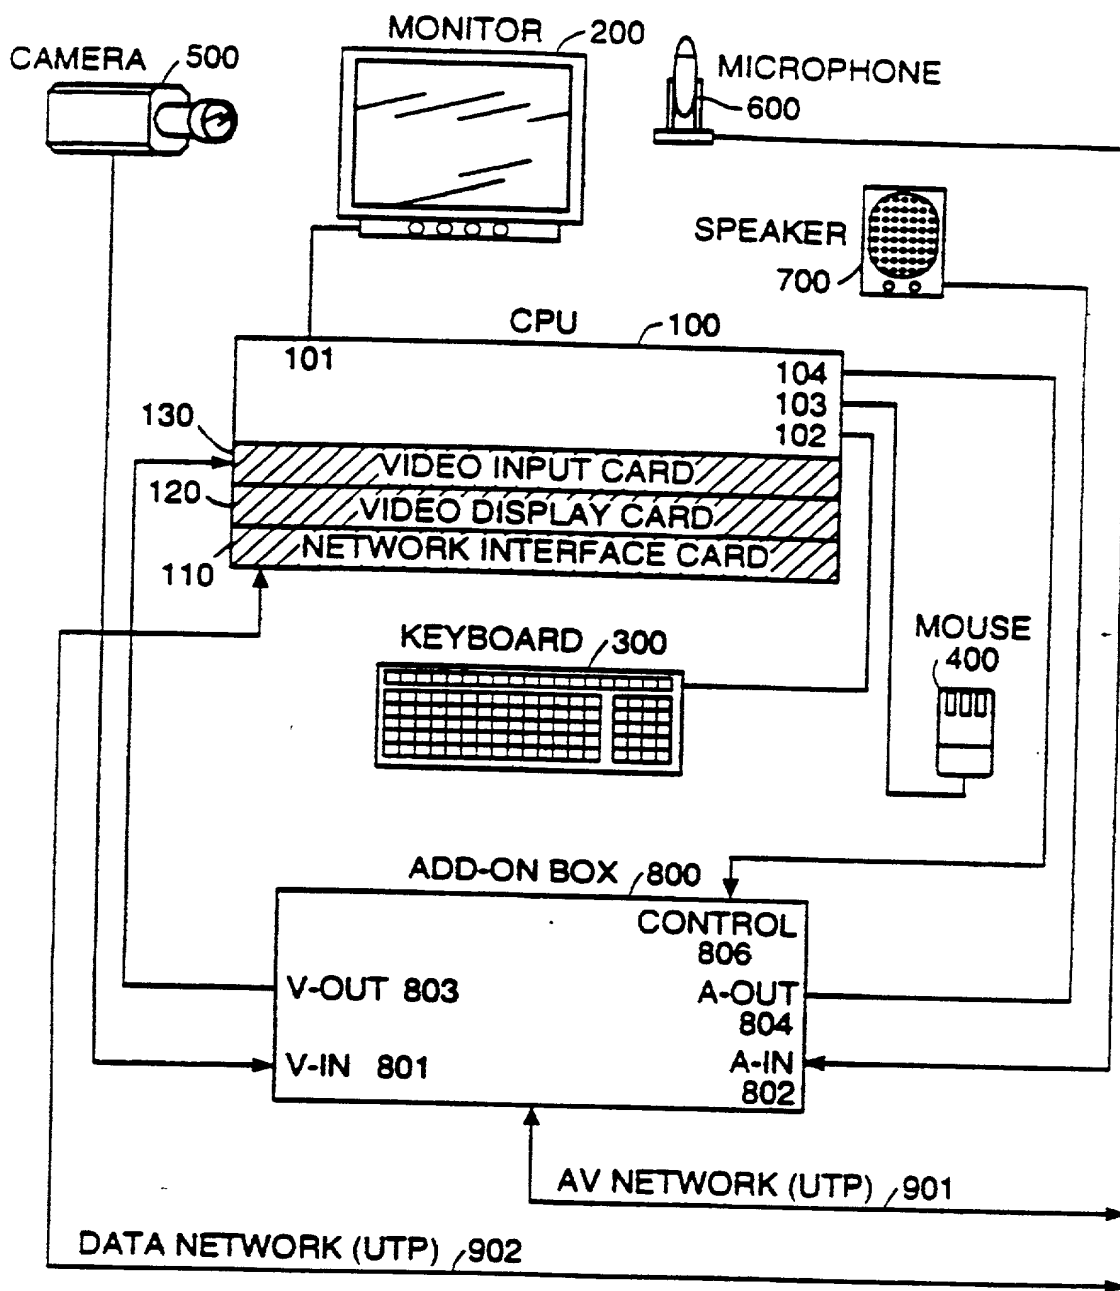 MONITOR 200
CAMERA 500
MICROPHONE
600
SPEAKER
700
CPU 100
101
104
103
102
130
VIDEO INPUT CARD
120
VIDEO DISPLAY CARD
110
NETWORK INTERFACE CARD
KEYBOARD 300
MOUSE
400
ADD-ON BOX 800
CONTROL
806
V-OUT 803
A-OUT
804
V-IN 801
A-IN
802
AV NETWORK (UTP) 901
DATA NETWORK (UTP) 902